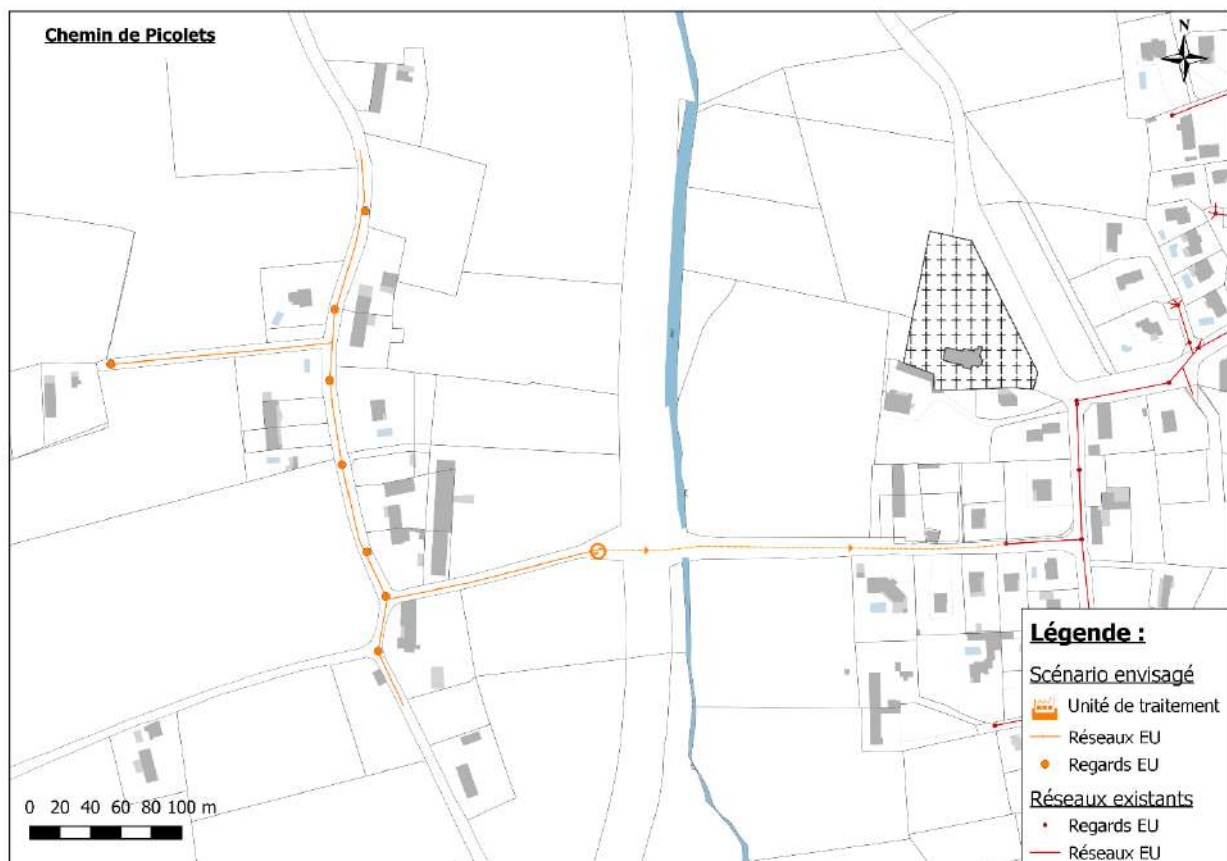 Chemin de Picolets
N
Légende :
Scénario envisagé
Unité de traitement
Réseaux EU
Regards EU
Réseaux existants
Regards EU
Réseaux EU
0 20 40 60 80 100 m